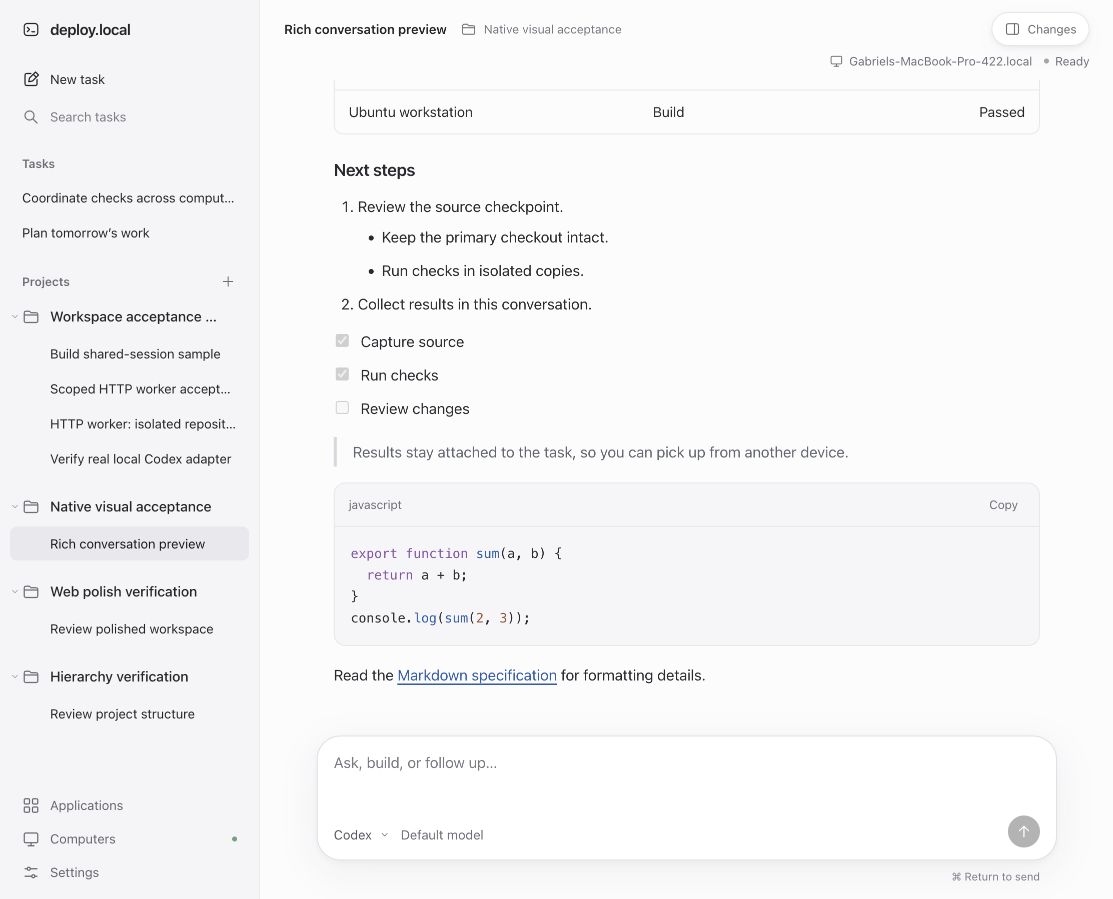 deploy.local
New task
Search tasks
Tasks
Coordinate checks across comput...
Plan tomorrow's work
Projects
Workspace acceptance ...
Build shared-session sample
Scoped HTTP worker accept...
HTTP worker: isolated reposit...
Verify real local Codex adapter
Native visual acceptance
Rich conversation preview
Web polish verification
Review polished workspace
Hierarchy verification
Review project structure
Applications
Computers
Settings
Rich conversation preview Native visual acceptance
Changes
Gabriels-MacBook-Pro-422.local • Ready
Ubuntu workstation Build Passed
Next steps
1. Review the source checkpoint.
• Keep the primary checkout intact.
• Run checks in isolated copies.
2. Collect results in this conversation.
Capture source
Run checks
Review changes
Results stay attached to the task, so you can pick up from another device.
javascript Copy
export function sum(a, b) {
  return a + b;
}
console.log(sum(2, 3));
Read the Markdown specification for formatting details.
Ask, build, or follow up...
Codex Default model
⌘ Return to send